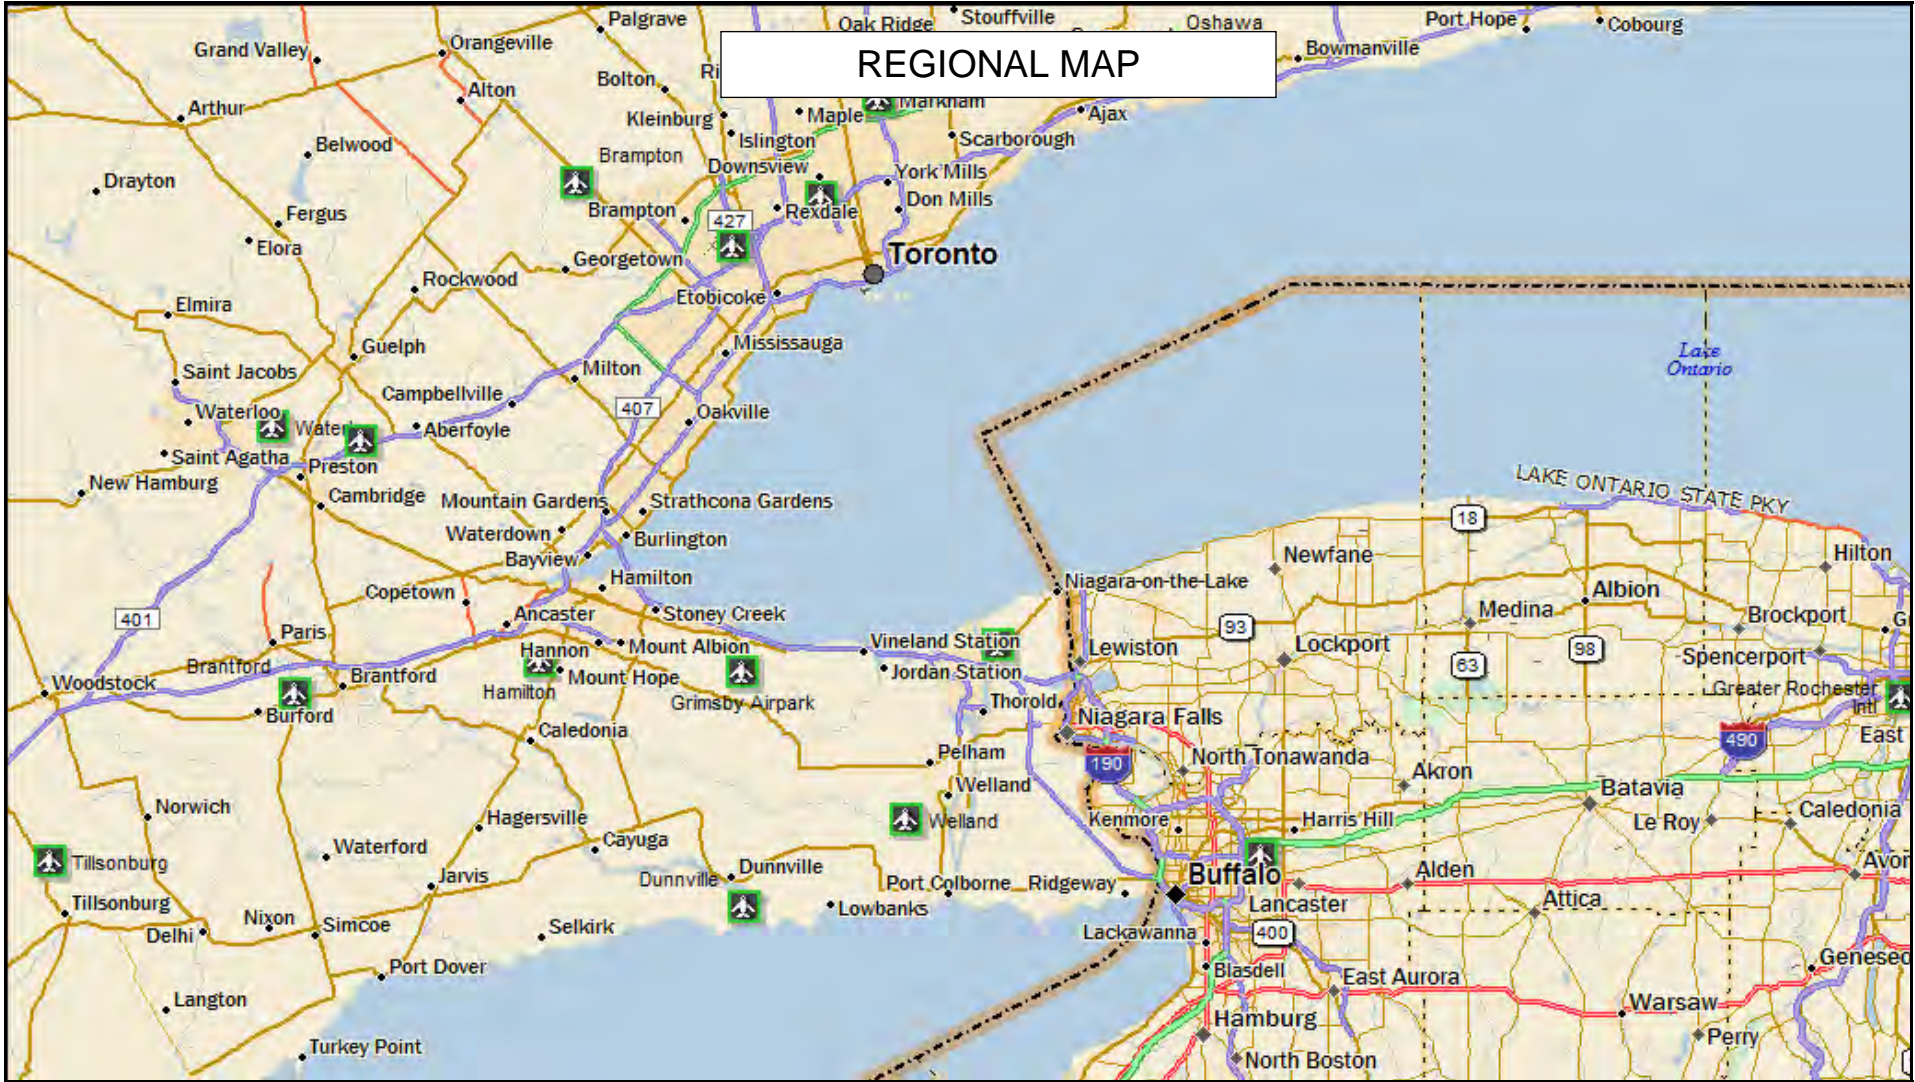 Palgrave
Oak Ridge
Stouffville
Oshawa
Port Hope
Cobourg
Grand Valley
Orangeville
REGIONAL MAP
Bowmanville
Bolton
Ri
Alton
Arthur
Kleinburg
Maple
Markham
Ajax
Belwood
Islington
Scarborough
Brampton
Downsview
York Mills
Drayton
Don Mills
Fergus
Brampton
Rexdale
427
Elora
Georgetown
Toronto
Rockwood
Etobicoke
Elmira
Guelph
Mississauga
Lake
Ontario
Saint Jacobs
Milton
Campbellville
407
Oakville
Waterloo
Waterl
Aberfoyle
Saint Agatha
Preston
New Hamburg
Cambridge
Mountain Gardens
Strathcona Gardens
LAKE ONTARIO STATE PKY
18
Waterdown
Burlington
Bayview
Newfane
Hilton
Hamilton
Niagara-on-the-Lake
Copetown
Albion
401
Ancaster
Stoney Creek
Medina
Brockport
93
G
Paris
Hannon
Mount Albion
Vineland Station
Lewiston
Lockport
63
98
Spencerport
Brantford
Woodstock
Brantford
Hamilton
Mount Hope
Jordan Station
Grimsby Airpark
Thorold
Greater Rochester
Intl
Burford
Niagara Falls
Caledonia
490
East
Pelham
190
North Tonawanda
Akron
Welland
Batavia
Norwich
Hagersville
Welland
Kenmore
Harris Hill
Le Roy
Caledonia
Waterford
Cayuga
Tillsonburg
Jarvis
Dunnville
Dunnville
Port Colborne
Ridgeway
Buffalo
Alden
Avon
Tillsonburg
Lowbanks
Lancaster
Attica
Nixon
Simcoe
Delhi
Selkirk
Lackawanna
400
Port Dover
Blasdell
East Aurora
Geneseo
Langton
Warsaw
Hamburg
Perry
Turkey Point
North Boston